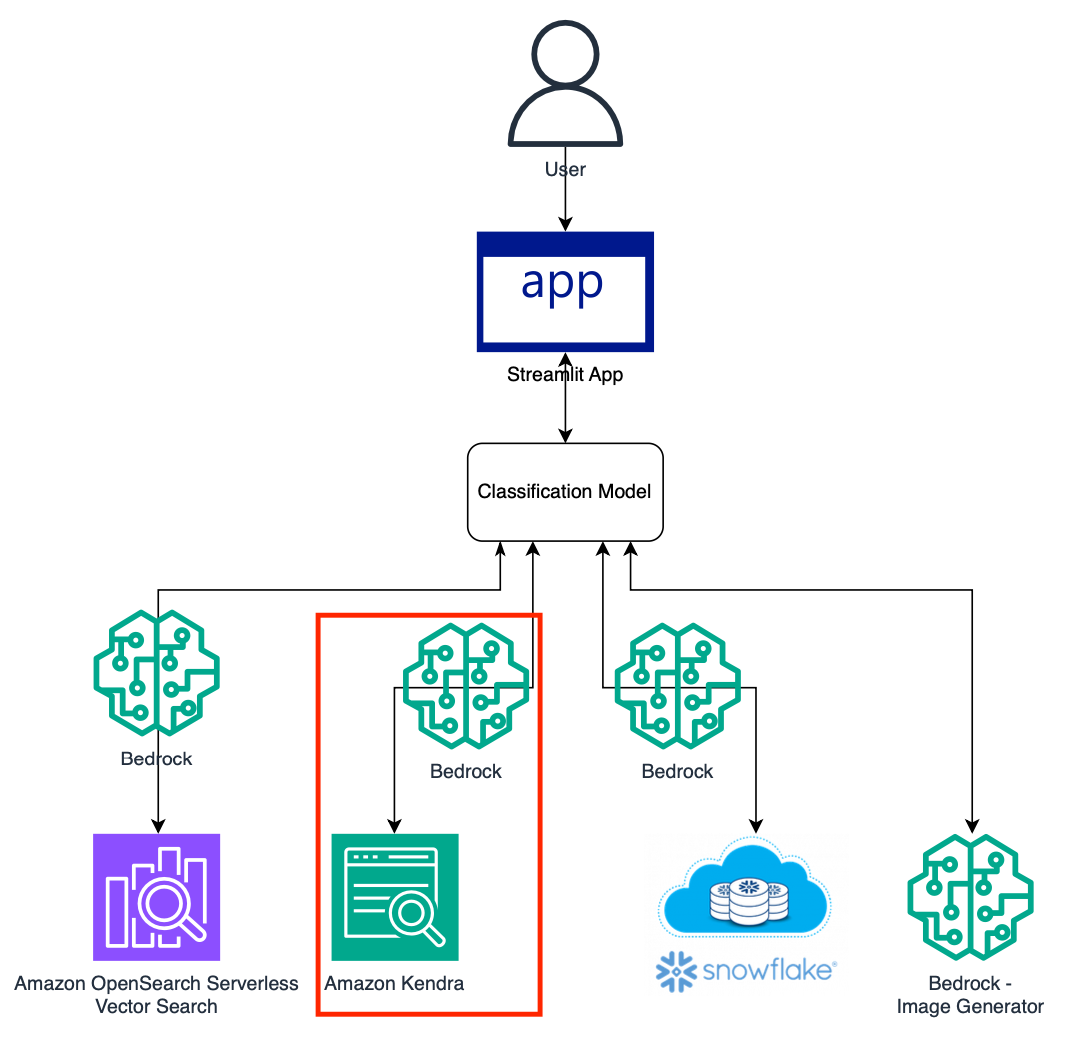 User
app
Streamlit App
Classification Model
Bedrock
Bedrock
Bedrock
Amazon OpenSearch Serverless
Vector Search
Amazon Kendra
snowflake®
Bedrock -
Image Generator